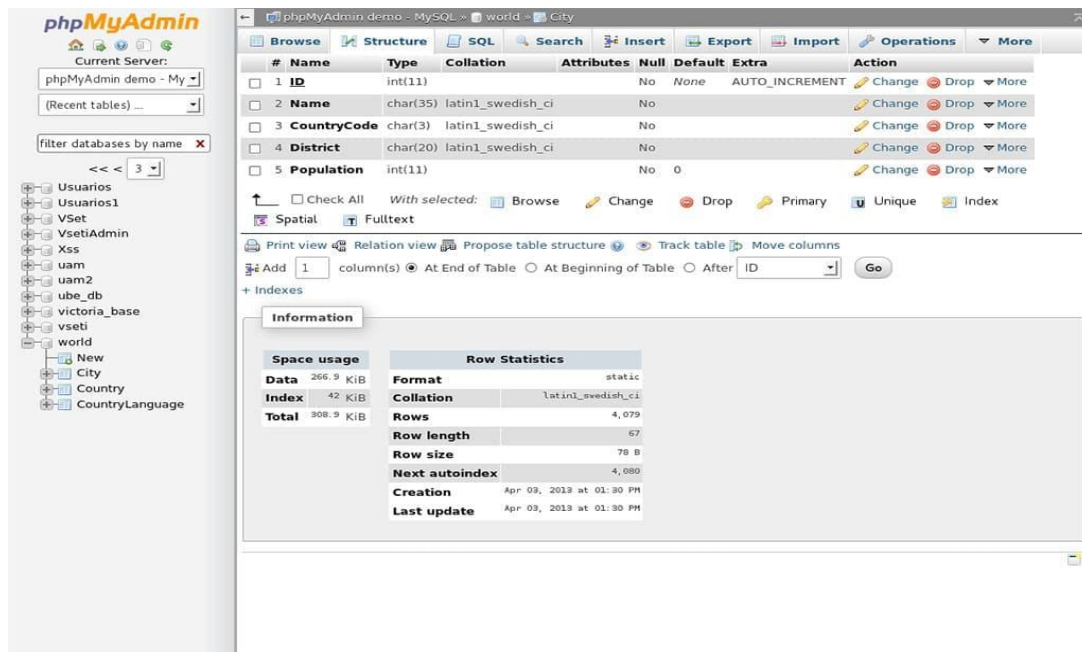 phpMyAdmin
Current Server:
phpMyAdmin demo - My
(Recent tables) ...
filter databases by name X
<< < 3
Usuarios
Usuarios1
VSet
VsetiAdmin
Xss
uam
uam2
ube_db
victoria_base
vseti
world
New
City
Country
CountryLanguage
phpMyAdmin demo - MySQL » world » City
Browse Structure SQL Search Insert Export Import Operations More
# Name Type Collation Attributes Null Default Extra Action
1 ID int(11) No None AUTO_INCREMENT Change Drop More
2 Name char(35) latin1_swedish_ci No Change Drop More
3 CountryCode char(3) latin1_swedish_ci No Change Drop More
4 District char(20) latin1_swedish_ci No Change Drop More
5 Population int(11) No 0 Change Drop More
Check All With selected: Browse Change Drop Primary Unique Index
Spatial Fulltext
Print view Relation view Propose table structure Track table Move columns
Add 1 column(s) At End of Table At Beginning of Table After ID Go
+ Indexes
Information
Space usage
Data 266.9 KiB
Index 42 KiB
Total 308.9 KiB
Row Statistics
Format static
Collation latin1_swedish_ci
Rows 4,079
Row length 67
Row size 78 B
Next autoindex 4,080
Creation Apr 03, 2013 at 01:30 PM
Last update Apr 03, 2013 at 01:30 PM